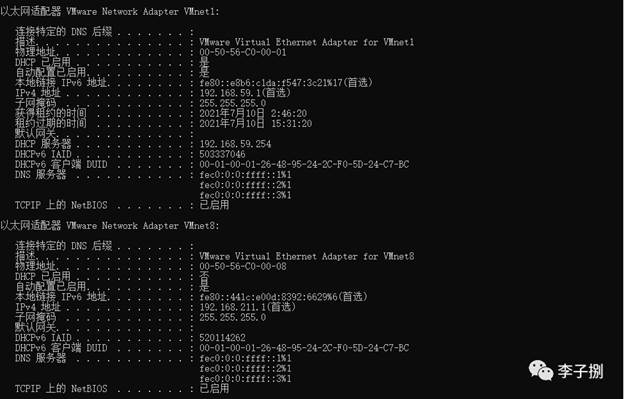 以太网适配器 VMware Network Adapter VMnet1:
连接特定的 DNS 后缀 . . . . . . . :
描述. . . . . . . . . . . . . . . : VMware Virtual Ethernet Adapter for VMnet1
物理地址. . . . . . . . . . . . . : 00-50-56-C0-00-01
DHCP 已启用 . . . . . . . . . . . : 是
自动配置已启用. . . . . . . . . . : 是
本地链接 IPv6 地址. . . . . . . . : fe80::e8b6:c1da:f547:3c21%17(首选)
IPv4 地址 . . . . . . . . . . . . : 192.168.59.1(首选)
子网掩码 . . . . . . . . . . . . : 255.255.255.0
获得租约的时间 . . . . . . . . . : 2021年7月10日 2:46:20
租约过期的时间 . . . . . . . . . : 2021年7月10日 15:31:20
默认网关. . . . . . . . . . . . . :
DHCP 服务器 . . . . . . . . . . . : 192.168.59.254
DHCPv6 IAID . . . . . . . . . . . : 503337046
DHCPv6 客户端 DUID . . . . . . . : 00-01-00-01-26-48-95-24-2C-F0-5D-24-C7-BC
DNS 服务器 . . . . . . . . . . . : fec0:0:0:ffff::1%1
fec0:0:0:ffff::2%1
fec0:0:0:ffff::3%1
TCPIP 上的 NetBIOS . . . . . . . : 已启用
以太网适配器 VMware Network Adapter VMnet8:
连接特定的 DNS 后缀 . . . . . . . :
描述. . . . . . . . . . . . . . . : VMware Virtual Ethernet Adapter for VMnet8
物理地址. . . . . . . . . . . . . : 00-50-56-C0-00-08
DHCP 已启用 . . . . . . . . . . . : 否
自动配置已启用. . . . . . . . . . : 是
本地链接 IPv6 地址. . . . . . . . : fe80::441c:e00d:8392:6629%6(首选)
IPv4 地址 . . . . . . . . . . . . : 192.168.211.1(首选)
子网掩码 . . . . . . . . . . . . : 255.255.255.0
默认网关. . . . . . . . . . . . . :
DHCPv6 IAID . . . . . . . . . . . : 520114262
DHCPv6 客户端 DUID . . . . . . . : 00-01-00-01-26-48-95-24-2C-F0-5D-24-C7-BC
DNS 服务器 . . . . . . . . . . . : fec0:0:0:ffff::1%1
fec0:0:0:ffff::2%1
fec0:0:0:ffff::3%1
TCPIP 上的 NetBIOS . . . . . . . : 已启用
李子捌